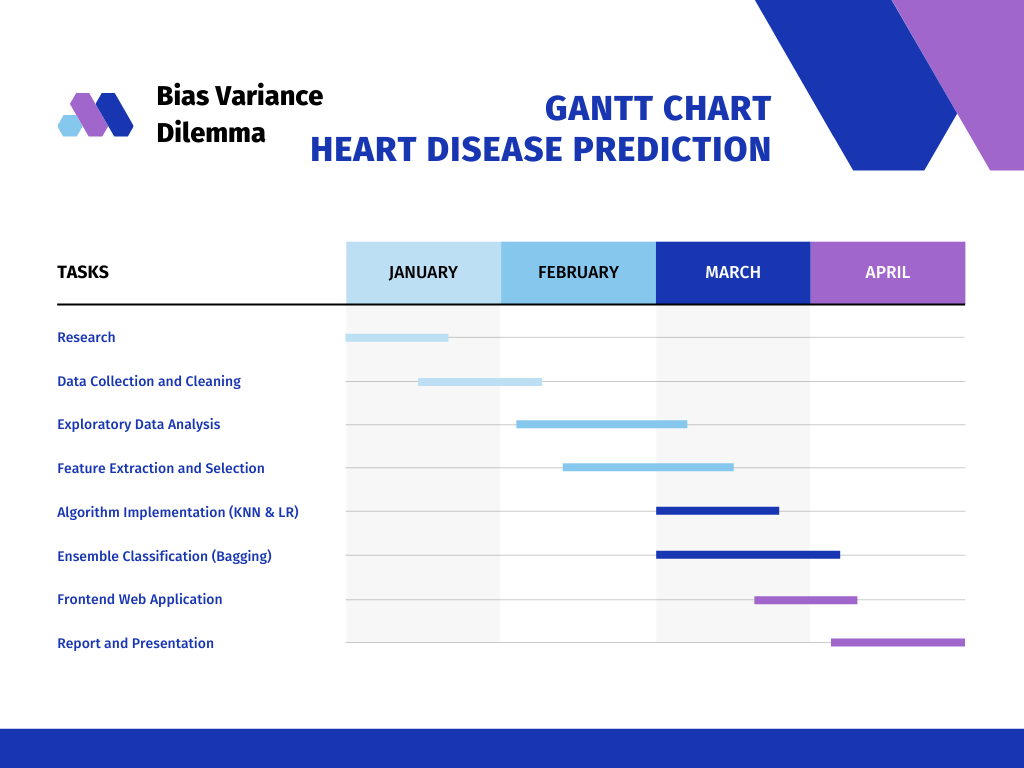 Bias Variance
Dilemma
GANTT CHART
HEART DISEASE PREDICTION
TASKS JANUARY FEBRUARY MARCH APRIL
Research
Data Collection and Cleaning
Exploratory Data Analysis
Feature Extraction and Selection
Algorithm Implementation (KNN & LR)
Ensemble Classification (Bagging)
Frontend Web Application
Report and Presentation